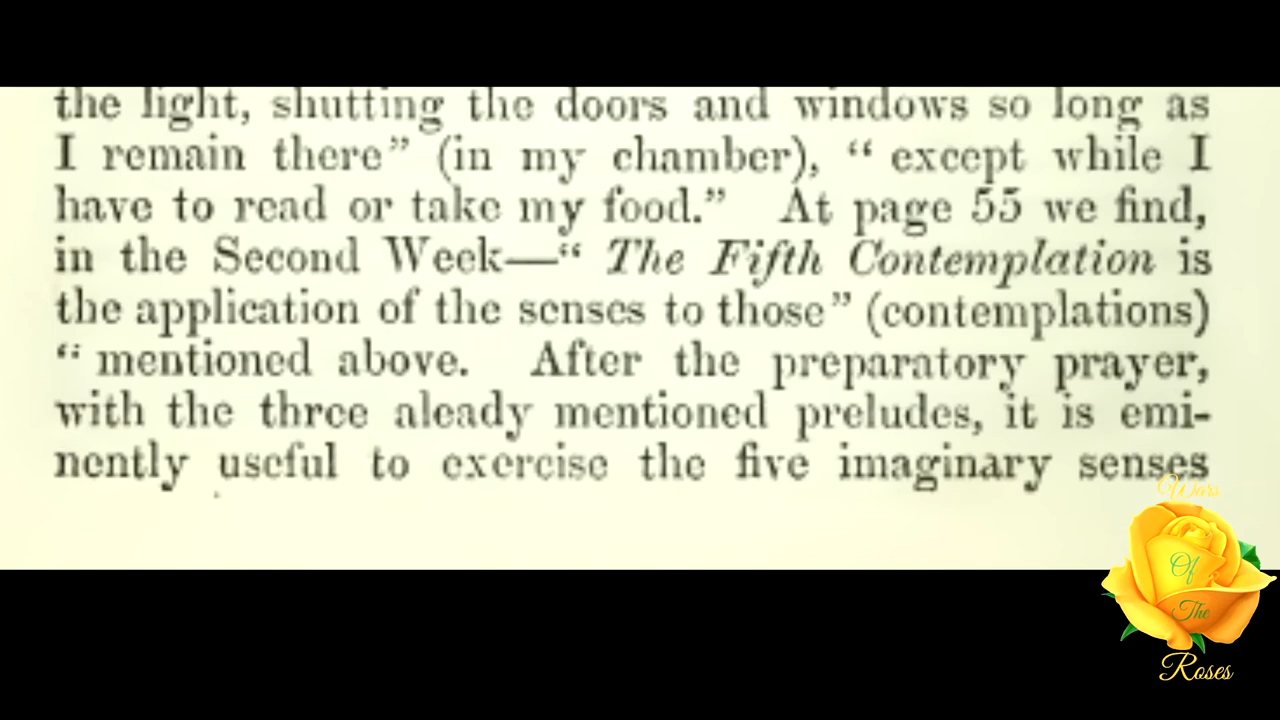 the light, shutting the doors and windows so long as
I remain there” (in my chamber), “ except while I
have to read or take my food.” At page 55 we find,
in the Second Week—“ The Fifth Contemplation is
the application of the senses to those” (contemplations)
“ mentioned above. After the preparatory prayer,
with the three aleady mentioned preludes, it is emi-
nently useful to exercise the five imaginary senses
Wars
Of
The
Roses